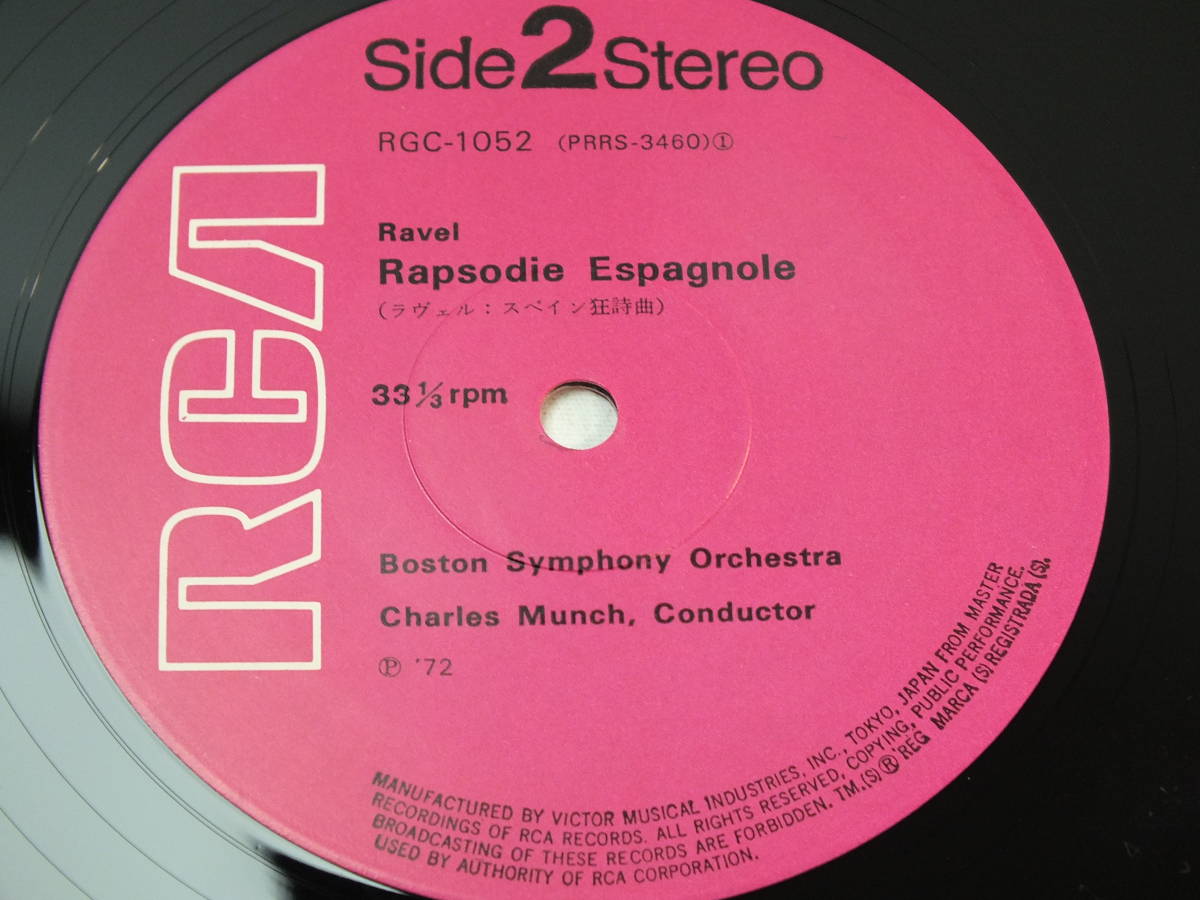 Side 2 Stereo
RGC-1052 (PRRS-3460)①
Ravel
Rapsodie Espagnole
(ラヴェル：スペイン狂詩曲)
33 1/3 rpm
Boston Symphony Orchestra
Charles Munch, Conductor
Ⓟ '72
RCA
MANUFACTURED BY VICTOR MUSICAL INDUSTRIES, INC., TOKYO, JAPAN FROM MASTER
RECORDINGS OF RCA RECORDS. ALL RIGHTS RESERVED, COPYING, PUBLIC PERFORMANCE.
BROADCASTING OF THESE RECORDS ARE FORBIDDEN. TM.(S)® REG MARCA (S) REGISTRADA (S).
USED BY AUTHORITY OF RCA CORPORATION.